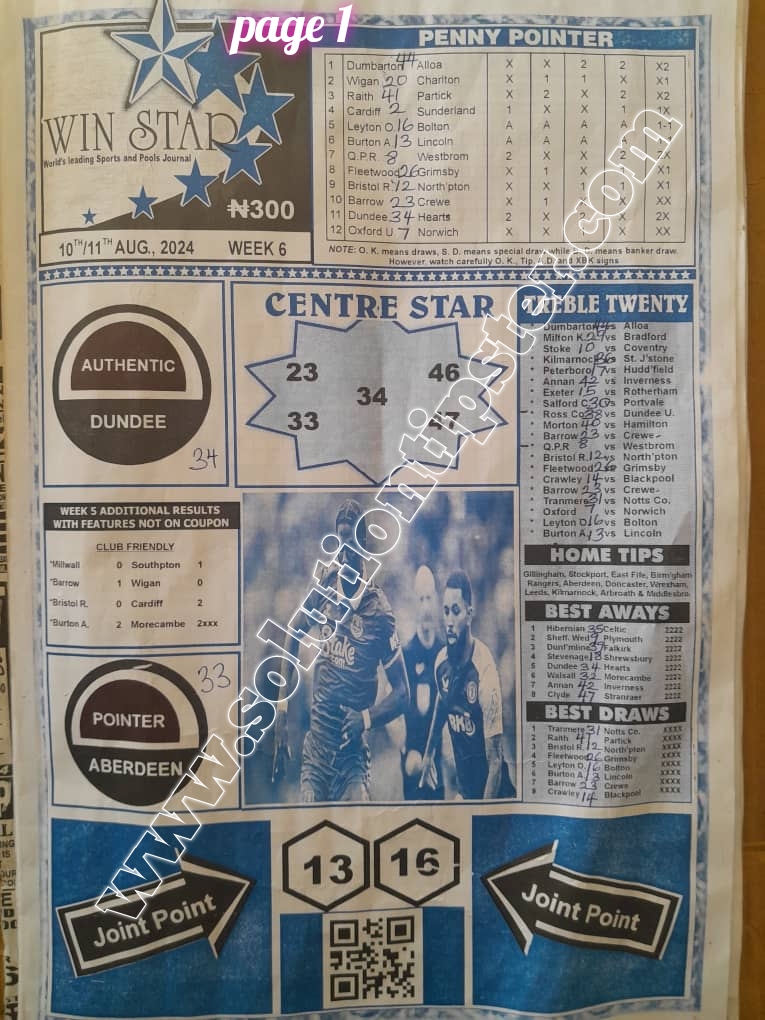 page 1
WIN STAR
World's leading Sports and Pools Journal
₦300
10TH/11TH AUG., 2024 WEEK 6
PENNY POINTER
1 Dumbarton 44 Alloa X X 2 2 X2
2 Wigan 20 Charlton X 1 1 X X1
3 Raith 41 Partick X 2 X 2 X2
4 Cardiff 2 Sunderland 1 X X 1 1X
5 Leyton O. 16 Bolton A A A A 1-1
6 Burton A 13 Lincoln A A A A
7 Q.P.R 8 Westbrom 2 X X 2 2X
8 Fleetwood 26 Grimsby X 1 X X1
9 Bristol R. 12 North'pton X X 1 1 X1
10 Barrow 23 Crewe X 1 X1
11 Dundee 34 Hearts 2 X 2 X 2X
12 Oxford U 7 Norwich X X X XX
NOTE: O. K. means draws, S. D. means special draw while B. D. means banker draw.
However, watch carefully O. K., Tip, A.D. and XBK signs
AUTHENTIC
DUNDEE
34
CENTRE STAR
23 46
34
33 47
TREBLE TWENTY
Dumbarton 44 vs Alloa
Milton K. 27 vs Bradford
Stoke 10 vs Coventry
Kilmarnock 36 vs St. J'stone
Peterboro 17 vs Hudd'field
Annan 42 vs Inverness
Exeter 15 vs Rotherham
Salford C 30 vs Portvale
Ross Co 38 vs Dundee U.
Morton 40 vs Hamilton
Barrow 23 vs Crewe
Q.P.R 8 vs Westbrom
Bristol R. 12 vs North'pton
Fleetwood 26 vs Grimsby
Crawley 14 vs Blackpool
Barrow 23 vs Crewe
Tranmere 31 vs Notts Co.
Oxford 7 vs Norwich
Leyton O. 16 vs Bolton
Burton A. 13 vs Lincoln
WEEK 5 ADDITIONAL RESULTS
WITH FEATURES NOT ON COUPON
CLUB FRIENDLY
*Millwall 0 Southpton 1
*Barrow 1 Wigan 0
*Bristol R. 0 Cardiff 2
*Burton A. 2 Morecambe 2xxx
HOME TIPS
Gillingham, Stockport, East Fife, Birm'gham
Rangers, Aberdeen, Doncaster, Wrexham,
Leeds, Kilmarnock, Arbroath & Middlesbro.
BEST AWAYS
1 Hibernian 35 Celtic 2222
2 Sheff. Wed 9 Plymouth 2222
3 Dunf'mline 37 Falkirk 2222
4 Stevenage 18 Shrewsbury 2222
5 Dundee 34 Hearts 2222
6 Walsall 32 Morecambe 2222
7 Annan 42 Inverness 2222
8 Clyde 47 Stranraer 2222
BEST DRAWS
1 Tranmere 31 Notts Co. XXXX
2 Raith 41 Partick XXXX
3 Bristol R. 12 North'pton XXXX
4 Fleetwood 26 Grimsby XXXX
5 Leyton O. 16 Bolton XXXX
6 Burton A 13 Lincoln XXXX
7 Barrow 23 Crewe XXXX
8 Crawley 14 Blackpool XXXX
33
POINTER
ABERDEEN
Stake
.com
BK8
Joint Point
13 16
Joint Point
www.solutiontipster.com